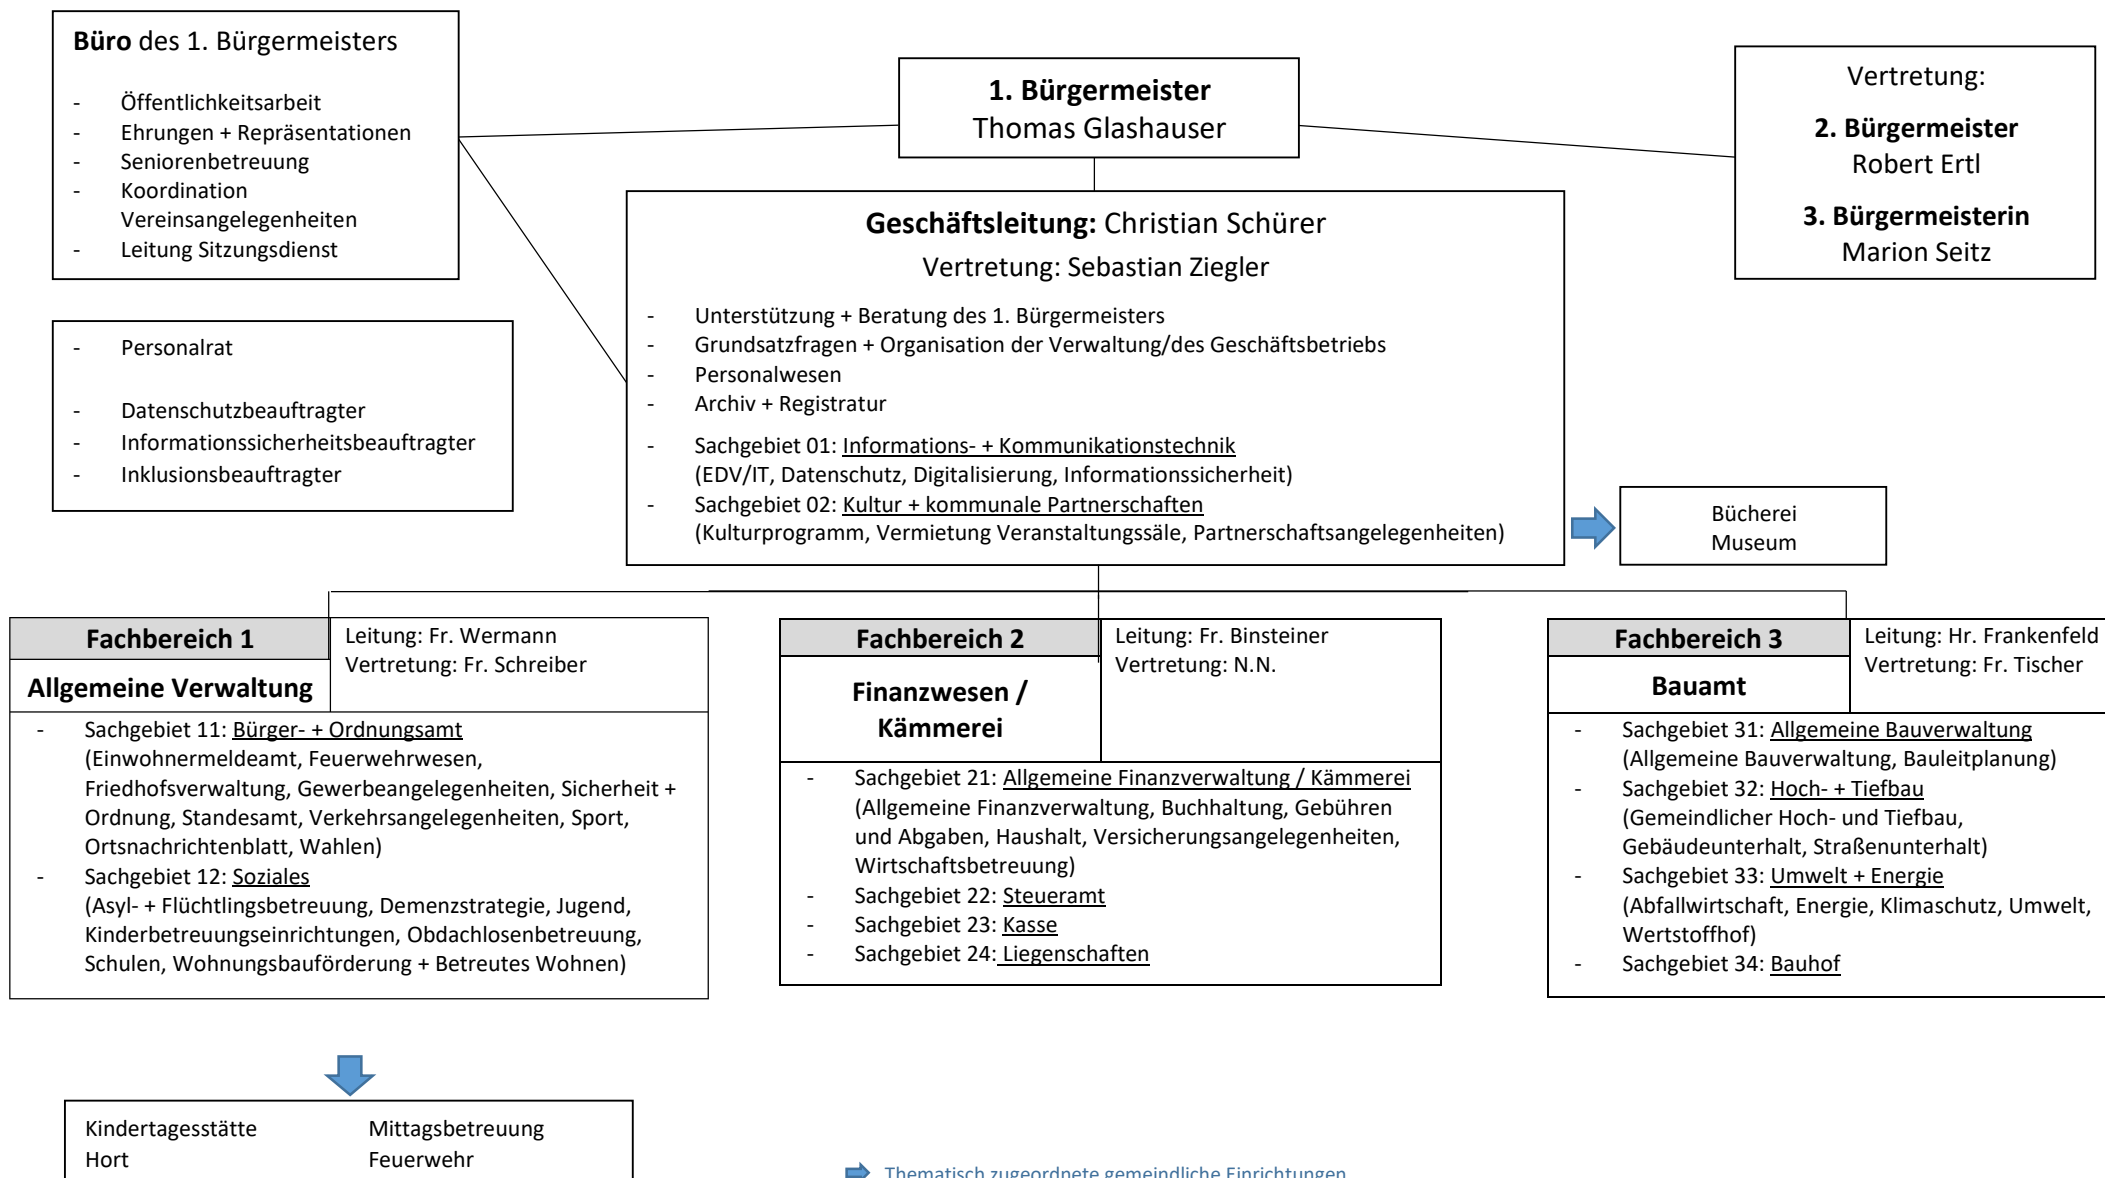 Büro des 1. Bürgermeisters
- Öffentlichkeitsarbeit
- Ehrungen + Repräsentationen
- Seniorenbetreuung
- Koordination
Vereinsangelegenheiten
- Leitung Sitzungsdienst
1. Bürgermeister
Thomas Glashauser
Vertretung:
2. Bürgermeister
Robert Ertl
3. Bürgermeisterin
Marion Seitz
Geschäftsleitung: Christian Schürer
Vertretung: Sebastian Ziegler
- Unterstützung + Beratung des 1. Bürgermeisters
- Grundsatzfragen + Organisation der Verwaltung/des Geschäftsbetriebs
- Personalwesen
- Archiv + Registratur
- Sachgebiet 01: Informations- + Kommunikationstechnik
(EDV/IT, Datenschutz, Digitalisierung, Informationssicherheit)
- Sachgebiet 02: Kultur + kommunale Partnerschaften
(Kulturprogramm, Vermietung Veranstaltungssäle, Partnerschaftsangelegenheiten)
- Personalrat
- Datenschutzbeauftragter
- Informationssicherheitsbeauftragter
- Inklusionsbeauftragter
Bücherei
Museum
Fachbereich 1
Allgemeine Verwaltung
Leitung: Fr. Wermann
Vertretung: Fr. Schreiber
- Sachgebiet 11: Bürger- + Ordnungsamt
(Einwohnermeldeamt, Feuerwehrwesen,
Friedhofsverwaltung, Gewerbeangelegenheiten, Sicherheit +
Ordnung, Standesamt, Verkehrsangelegenheiten, Sport,
Ortsnachrichtenblatt, Wahlen)
- Sachgebiet 12: Soziales
(Asyl- + Flüchtlingsbetreuung, Demenzstrategie, Jugend,
Kinderbetreuungseinrichtungen, Obdachlosenbetreuung,
Schulen, Wohnungsbauförderung + Betreutes Wohnen)
Fachbereich 2
Finanzwesen /
Kämmerei
Leitung: Fr. Binsteiner
Vertretung: N.N.
- Sachgebiet 21: Allgemeine Finanzverwaltung / Kämmerei
(Allgemeine Finanzverwaltung, Buchhaltung, Gebühren
und Abgaben, Haushalt, Versicherungsangelegenheiten,
Wirtschaftsbetreuung)
- Sachgebiet 22: Steueramt
- Sachgebiet 23: Kasse
- Sachgebiet 24: Liegenschaften
Fachbereich 3
Bauamt
Leitung: Hr. Frankenfeld
Vertretung: Fr. Tischer
- Sachgebiet 31: Allgemeine Bauverwaltung
(Allgemeine Bauverwaltung, Bauleitplanung)
- Sachgebiet 32: Hoch- + Tiefbau
(Gemeindlicher Hoch- und Tiefbau,
Gebäudeunterhalt, Straßenunterhalt)
- Sachgebiet 33: Umwelt + Energie
(Abfallwirtschaft, Energie, Klimaschutz, Umwelt,
Wertstoffhof)
- Sachgebiet 34: Bauhof
Kindertagesstätte
Hort
Mittagsbetreuung
Feuerwehr
Thematisch zugeordnete gemeindliche Einrichtungen